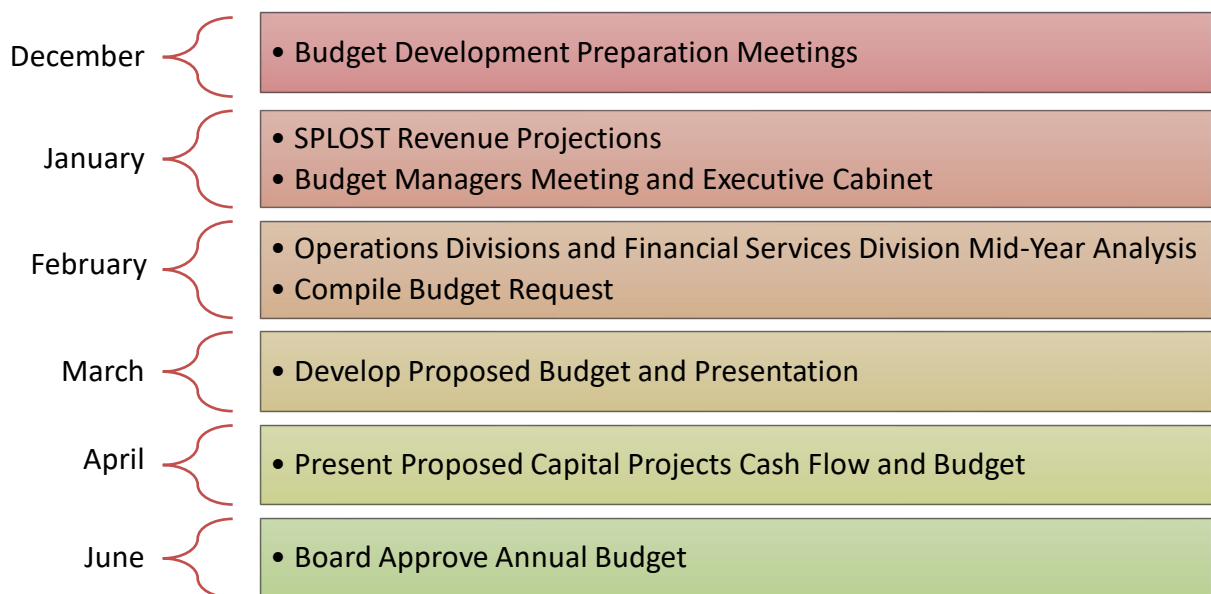 December
• Budget Development Preparation Meetings
January
• SPLOST Revenue Projections
• Budget Managers Meeting and Executive Cabinet
February
• Operations Divisions and Financial Services Division Mid-Year Analysis
• Compile Budget Request
March
• Develop Proposed Budget and Presentation
April
• Present Proposed Capital Projects Cash Flow and Budget
June
• Board Approve Annual Budget